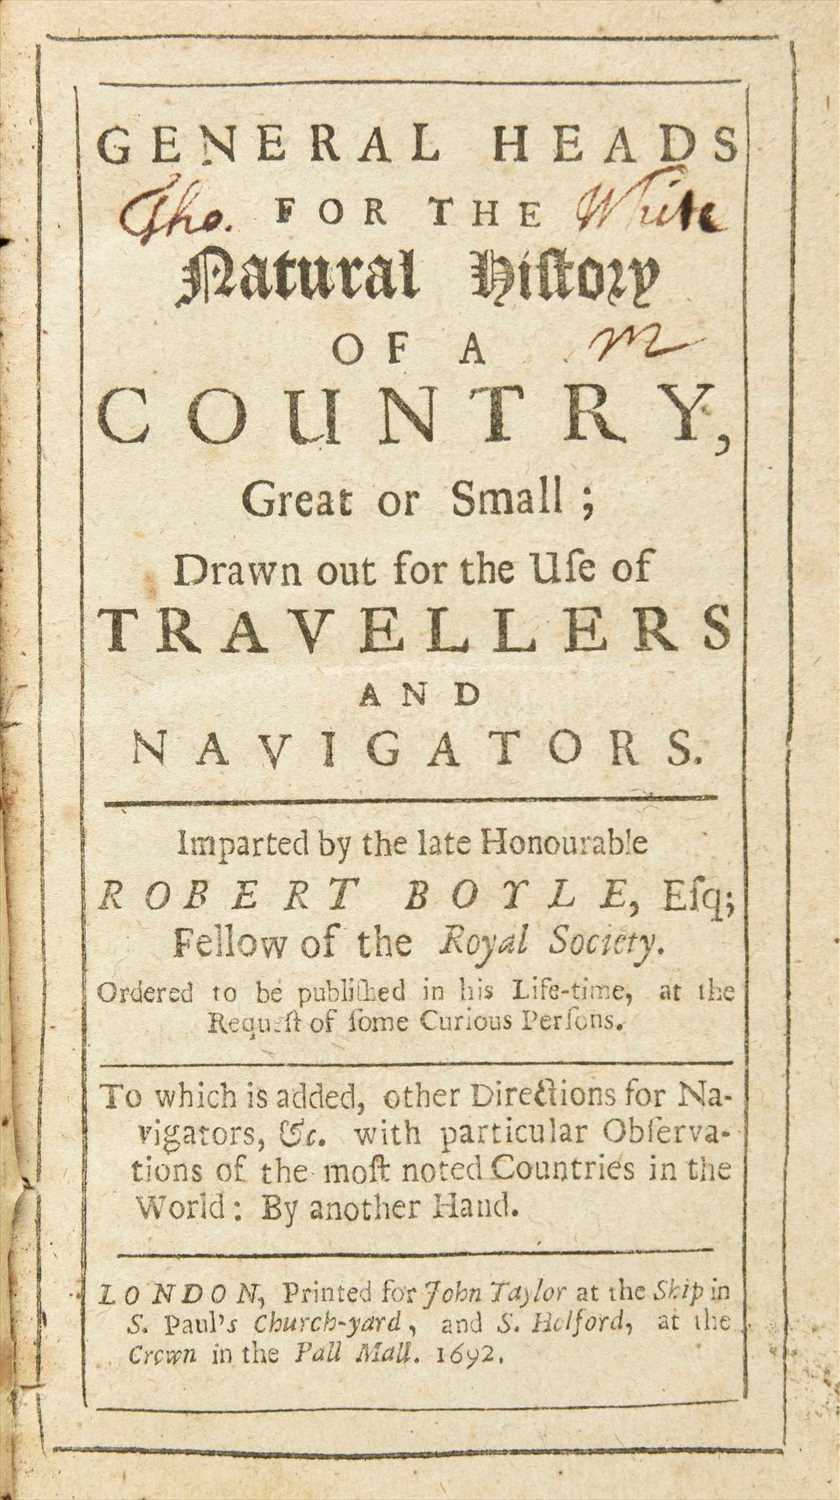 GENERAL HEADS
Tho. FOR THE White
Natural Hiſtory
OF A m
COUNTRY,
Great or Small ;
Drawn out for the Uſe of
TRAVELLERS
AND
NAVIGATORS.
Imparted by the late Honourable
ROBERT BOYLE, Eſq;
Fellow of the Royal Society.
Ordered to be publiſhed in his Life-time, at the
Requeſt of ſome Curious Perſons.
To which is added, other Directions for Na-
vigators, &c. with particular Obſerva-
tions of the moſt noted Countries in the
World: By another Hand.
LONDON, Printed for John Taylor at the Ship in
S. Paul's Church-yard, and S. Holford, at the
Crown in the Pall Mall. 1692.